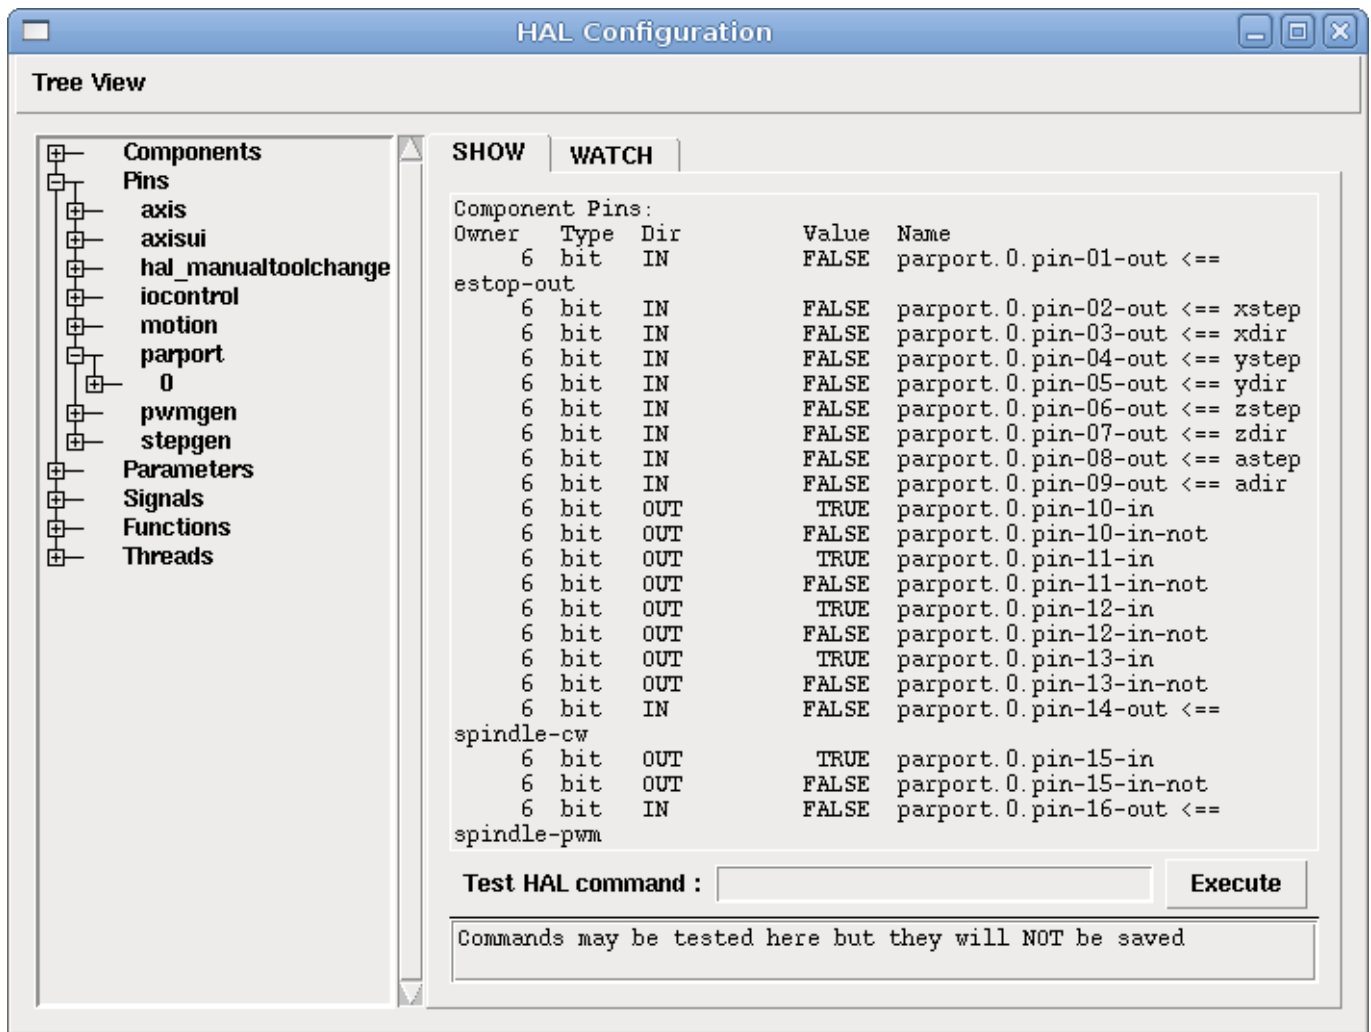 HAL Configuration
Tree View
Components
Pins
axis
axisui
hal_manualtoolchange
iocontrol
motion
parport
0
pwmgen
stepgen
Parameters
Signals
Functions
Threads
SHOW WATCH
Component Pins:
Owner Type Dir Value Name
6 bit IN FALSE parport.0.pin-01-out <==
estop-out
6 bit IN FALSE parport.0.pin-02-out <== xstep
6 bit IN FALSE parport.0.pin-03-out <== xdir
6 bit IN FALSE parport.0.pin-04-out <== ystep
6 bit IN FALSE parport.0.pin-05-out <== ydir
6 bit IN FALSE parport.0.pin-06-out <== zstep
6 bit IN FALSE parport.0.pin-07-out <== zdir
6 bit IN FALSE parport.0.pin-08-out <== astep
6 bit IN FALSE parport.0.pin-09-out <== adir
6 bit OUT TRUE parport.0.pin-10-in
6 bit OUT FALSE parport.0.pin-10-in-not
6 bit OUT TRUE parport.0.pin-11-in
6 bit OUT FALSE parport.0.pin-11-in-not
6 bit OUT TRUE parport.0.pin-12-in
6 bit OUT FALSE parport.0.pin-12-in-not
6 bit OUT TRUE parport.0.pin-13-in
6 bit OUT FALSE parport.0.pin-13-in-not
6 bit IN FALSE parport.0.pin-14-out <==
spindle-cw
6 bit OUT TRUE parport.0.pin-15-in
6 bit OUT FALSE parport.0.pin-15-in-not
6 bit IN FALSE parport.0.pin-16-out <==
spindle-pwm
Test HAL command : Execute
Commands may be tested here but they will NOT be saved